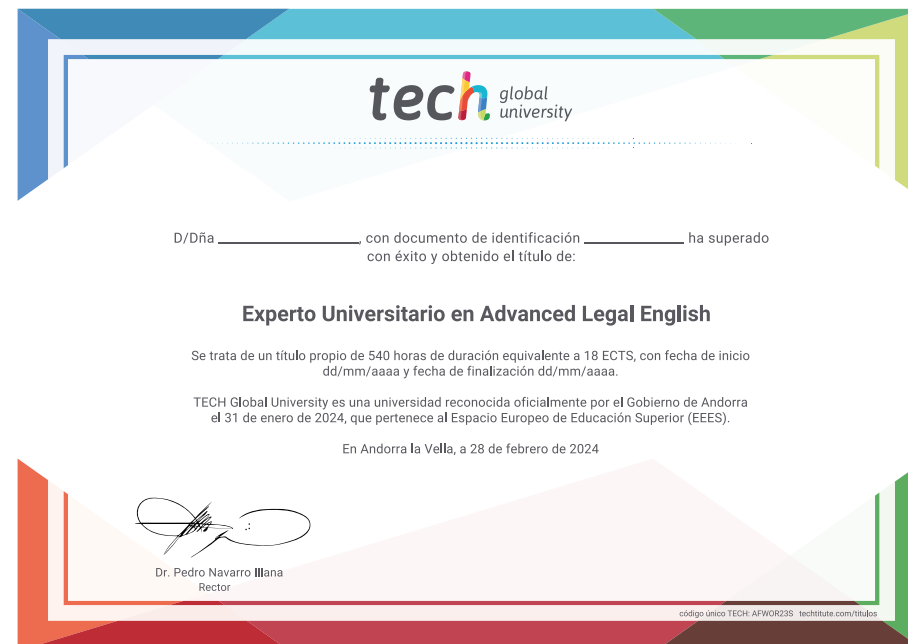 tech global university
D/Dña ____________________, con documento de identificación ______________ ha superado
con éxito y obtenido el título de:
Experto Universitario en Advanced Legal English
Se trata de un título propio de 540 horas de duración equivalente a 18 ECTS, con fecha de inicio
dd/mm/aaaa y fecha de finalización dd/mm/aaaa.
TECH Global University es una universidad reconocida oficialmente por el Gobierno de Andorra
el 31 de enero de 2024, que pertenece al Espacio Europeo de Educación Superior (EEES).
En Andorra la Vella, a 28 de febrero de 2024
Dr. Pedro Navarro Illana
Rector
código único TECH: AFWOR23S techtitute.com/titulos